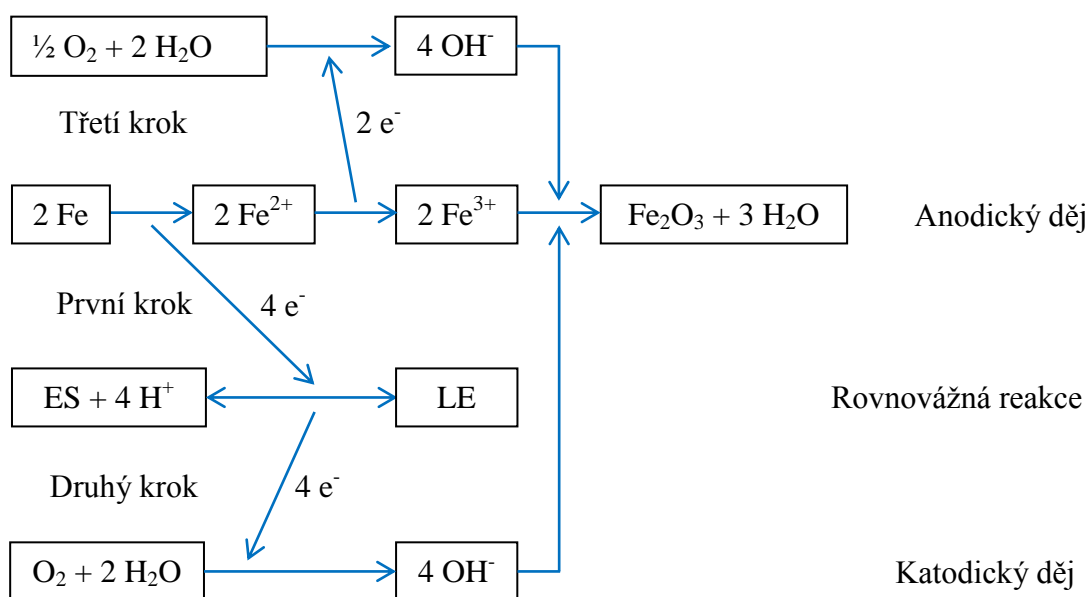 ½ O₂ + 2 H₂O
4 OH⁻
Třetí krok
2 e⁻
2 Fe
2 Fe²⁺
2 Fe³⁺
Fe₂O₃ + 3 H₂O
Anodický děj
První krok
4 e⁻
ES + 4 H⁺
LE
Rovnovážná reakce
Druhý krok
4 e⁻
O₂ + 2 H₂O
4 OH⁻
Katodický děj